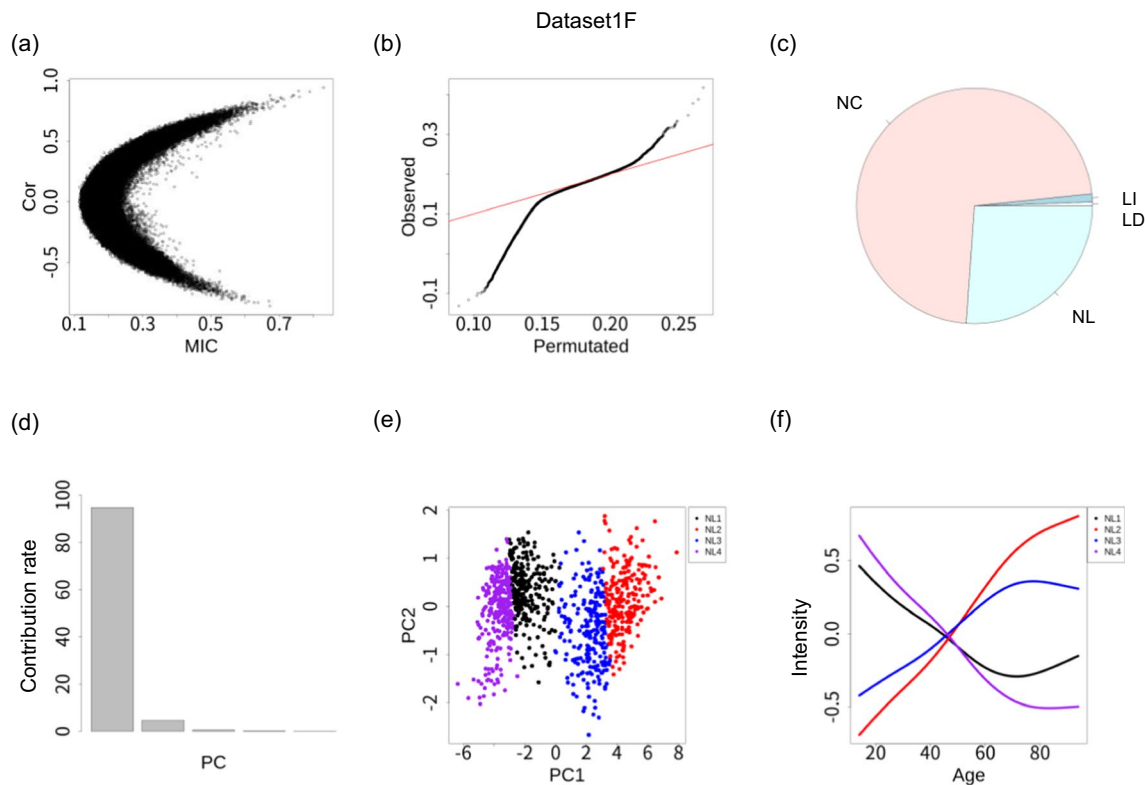 Dataset1F
(a)
(b)
(c)
Cor
1.0
0.5
0.0
-0.5
0.1 0.3 0.5 0.7
MIC
Observed
0.3
0.1
-0.1
0.10 0.15 0.20 0.25
Permutated
NC
LI
LD
NL
(d)
(e)
(f)
Contribution rate
100
80
60
40
20
0
PC
PC2
2
1
0
-1
-2
-6 -2 0 2 4 6 8
PC1
NL1
NL2
NL3
NL4
Intensity
0.5
0.0
-0.5
20 40 60 80
Age
NL1
NL2
NL3
NL4